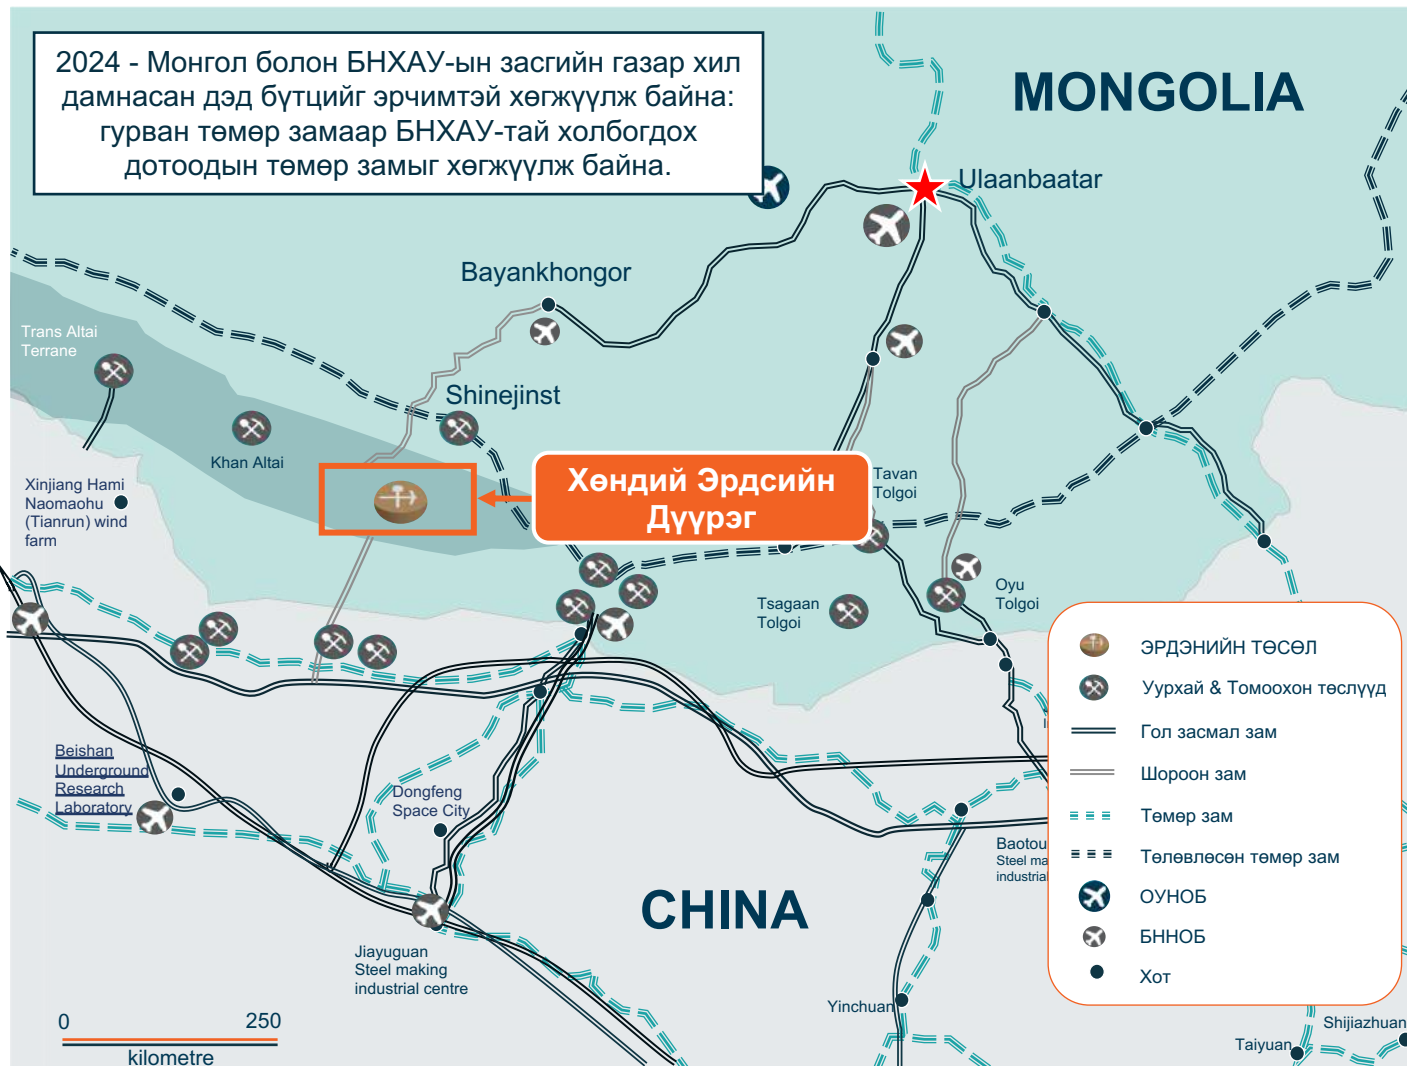 2024 - Монгол болон БНХАУ-ын засгийн газар хил
дамнасан дэд бүтцийг эрчимтэй хөгжүүлж байна:
гурван төмөр замаар БНХАУ-тай холбогдох
дотоодын төмөр замыг хөгжүүлж байна.
MONGOLIA
Ulaanbaatar
Bayankhongor
Trans Altai
Terrane
Shinejinst
Khan Altai
Xinjiang Hami
Naomaohu
(Tianrun) wind
farm
Хөндий Эрдсийн
Дүүрэг
Tavan
Tolgoi
Tsagaan
Tolgoi
Oyu
Tolgoi
Beishan
Underground
Research
Laboratory
Dongfeng
Space City
Baotou
Steel
industrial
CHINA
Jiayuguan
Steel making
industrial centre
Yinchuan
Taiyuan
Shijiazhuan
0 250
kilometre
ЭРДЭНИЙН ТӨСӨЛ
Уурхай & Томоохон төслүүд
Гол засмал зам
Шороон зам
Төмөр зам
Төлөвлөсөн төмөр зам
ОУНОБ
БННОБ
Хот